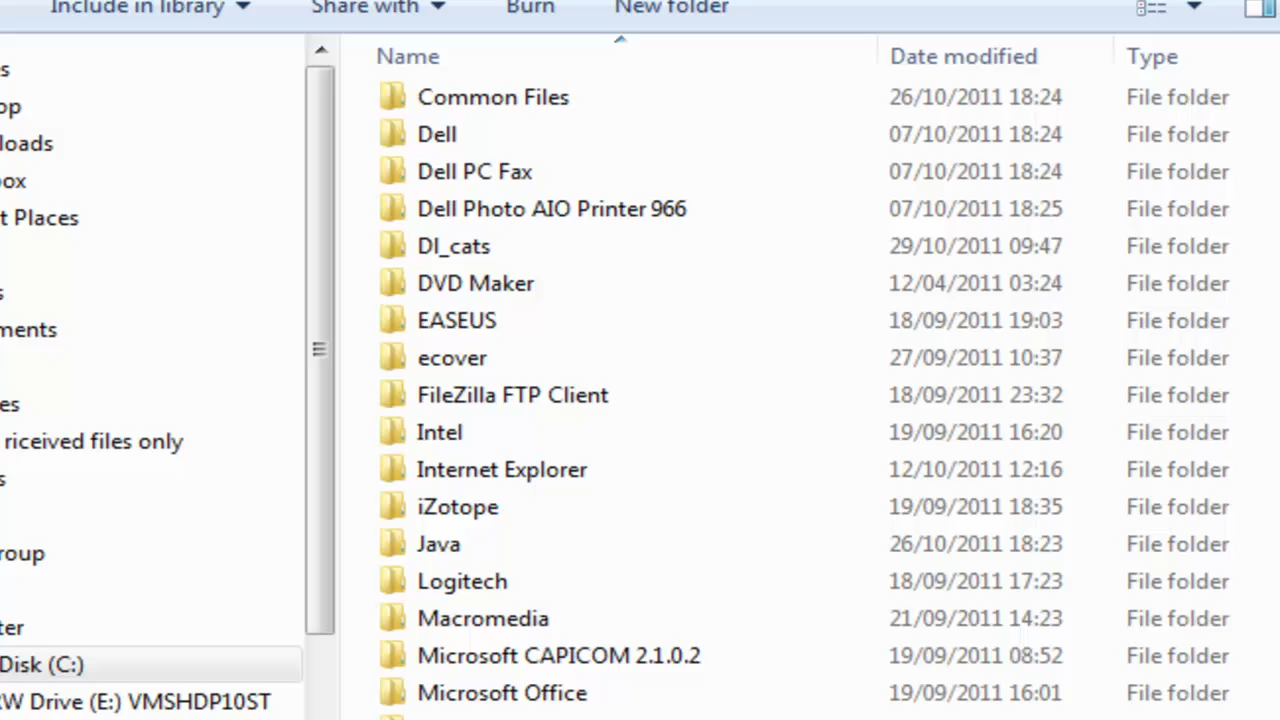 Include in library Share with Burn New folder
Name Date modified Type
s
Common Files 26/10/2011 18:24 File folder
op
Dell 07/10/2011 18:24 File folder
loads
Dell PC Fax 07/10/2011 18:24 File folder
ox
Dell Photo AIO Printer 966 07/10/2011 18:25 File folder
t Places
DI_cats 29/10/2011 09:47 File folder
DVD Maker 12/04/2011 03:24 File folder
s
EASEUS 18/09/2011 19:03 File folder
ments
ecover 27/09/2011 10:37 File folder
FileZilla FTP Client 18/09/2011 23:32 File folder
es
Intel 19/09/2011 16:20 File folder
riceived files only
Internet Explorer 12/10/2011 12:16 File folder
s
iZotope 19/09/2011 18:35 File folder
Java 26/10/2011 18:23 File folder
roup
Logitech 18/09/2011 17:23 File folder
Macromedia 21/09/2011 14:23 File folder
ter
Microsoft CAPICOM 2.1.0.2 19/09/2011 08:52 File folder
Disk (C:)
Microsoft Office 19/09/2011 16:01 File folder
RW Drive (E:) VMSHDP10ST